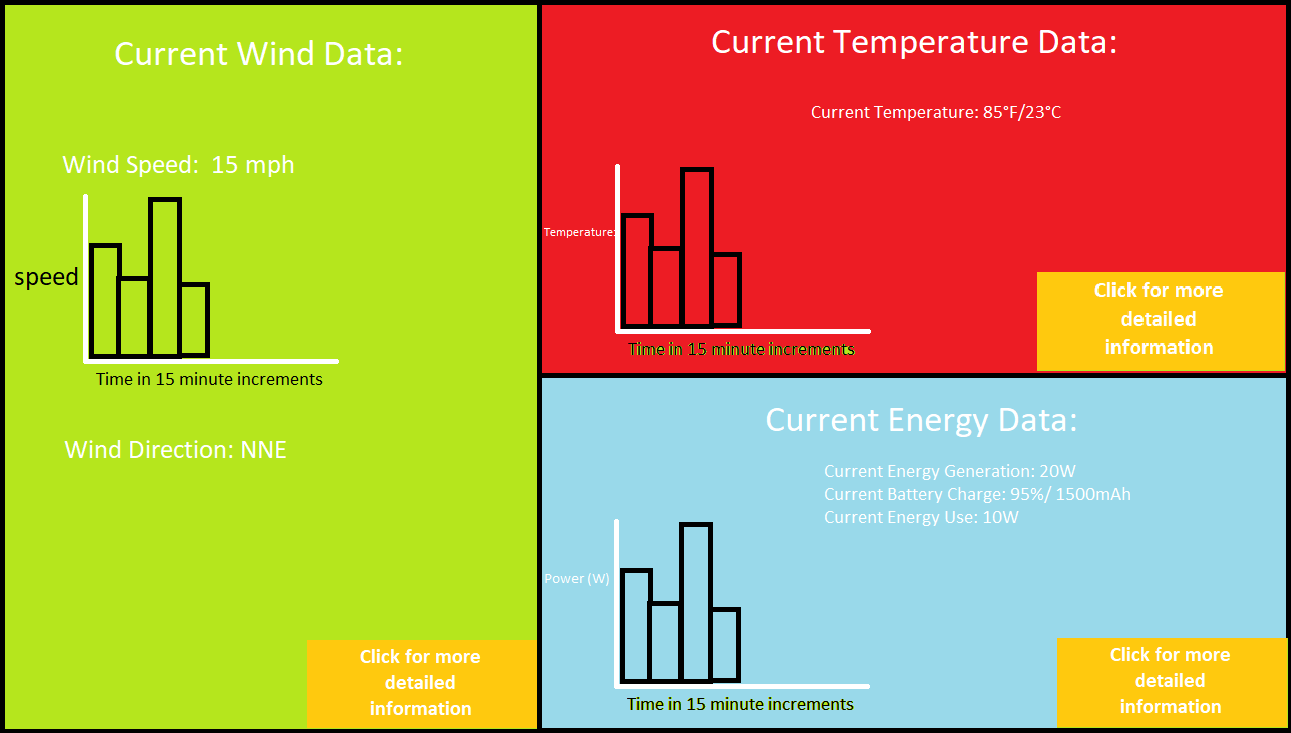 Current Wind Data:
Wind Speed:  15 mph
speed
Time in 15 minute increments
Wind Direction: NNE
Click for more
detailed
information
Current Temperature Data:
Current Temperature: 85°F/23°C
Temperature:
Time in 15 minute increments
Click for more
detailed
information
Current Energy Data:
Current Energy Generation: 20W
Current Battery Charge: 95%/ 1500mAh
Current Energy Use: 10W
Power (W)
Time in 15 minute increments
Click for more
detailed
information